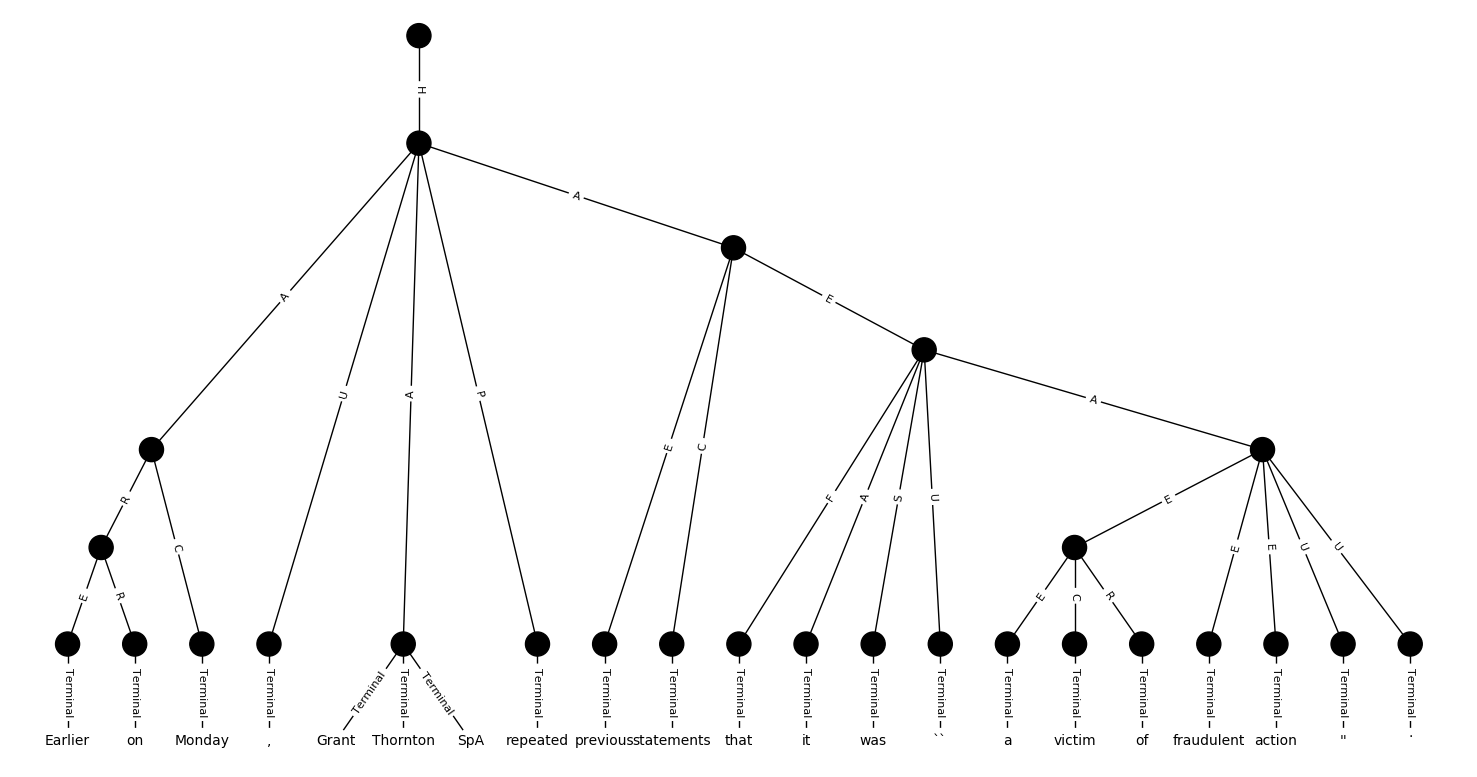 H
A
A
E
A
U
A
P
R
E
C
F
A
S
U
E
C
E
E
U
U
E
R
E
C
R
Terminal Terminal Terminal Terminal Terminal Terminal Terminal Terminal Terminal Terminal Terminal Terminal Terminal Terminal Terminal Terminal Terminal Terminal Terminal Terminal Terminal
Earlier on Monday , Grant Thornton SpA repeated previous statements that it was `` a victim of fraudulent action " .